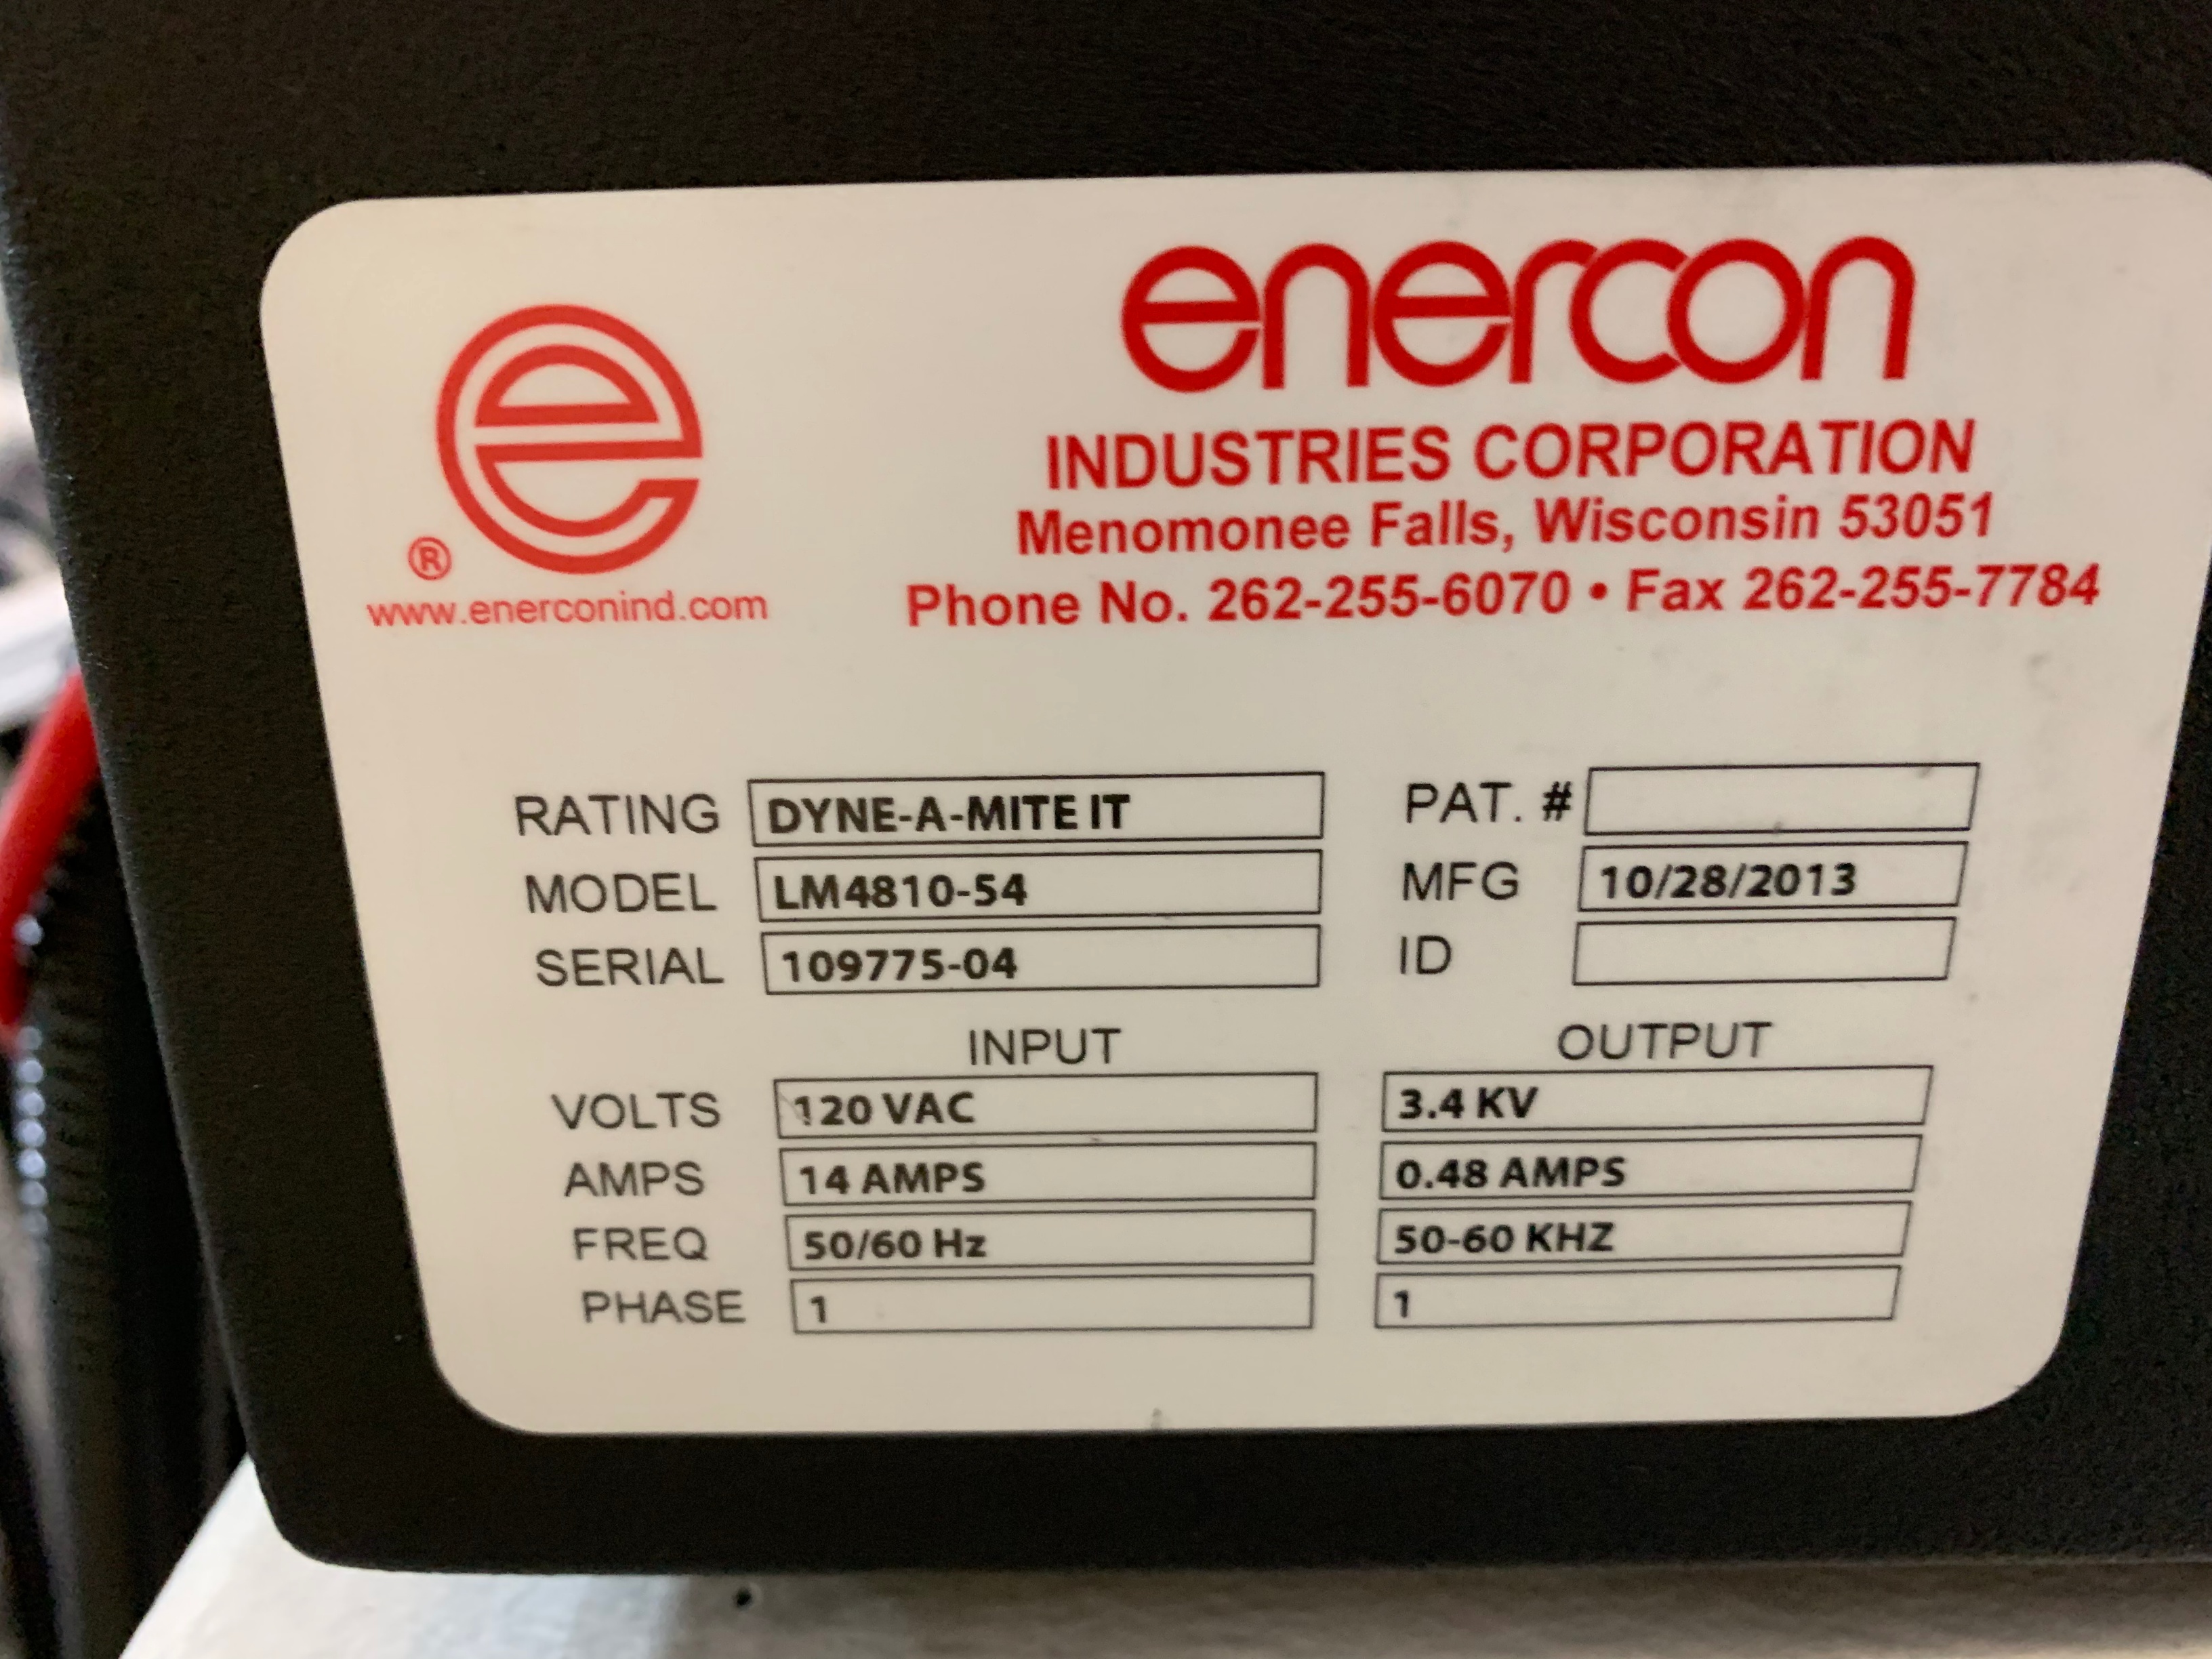 enercon
INDUSTRIES CORPORATION
Menomonee Falls, Wisconsin 53051
Phone No. 262-255-6070 • Fax 262-255-7784
e
®
www.enerconind.com
RATING DYNE-A-MITE IT PAT. #
MODEL LM4810-54 MFG 10/28/2013
SERIAL 109775-04 ID
INPUT OUTPUT
VOLTS 120 VAC 3.4 KV
AMPS 14 AMPS 0.48 AMPS
FREQ 50/60 Hz 50-60 KHZ
PHASE 1 1